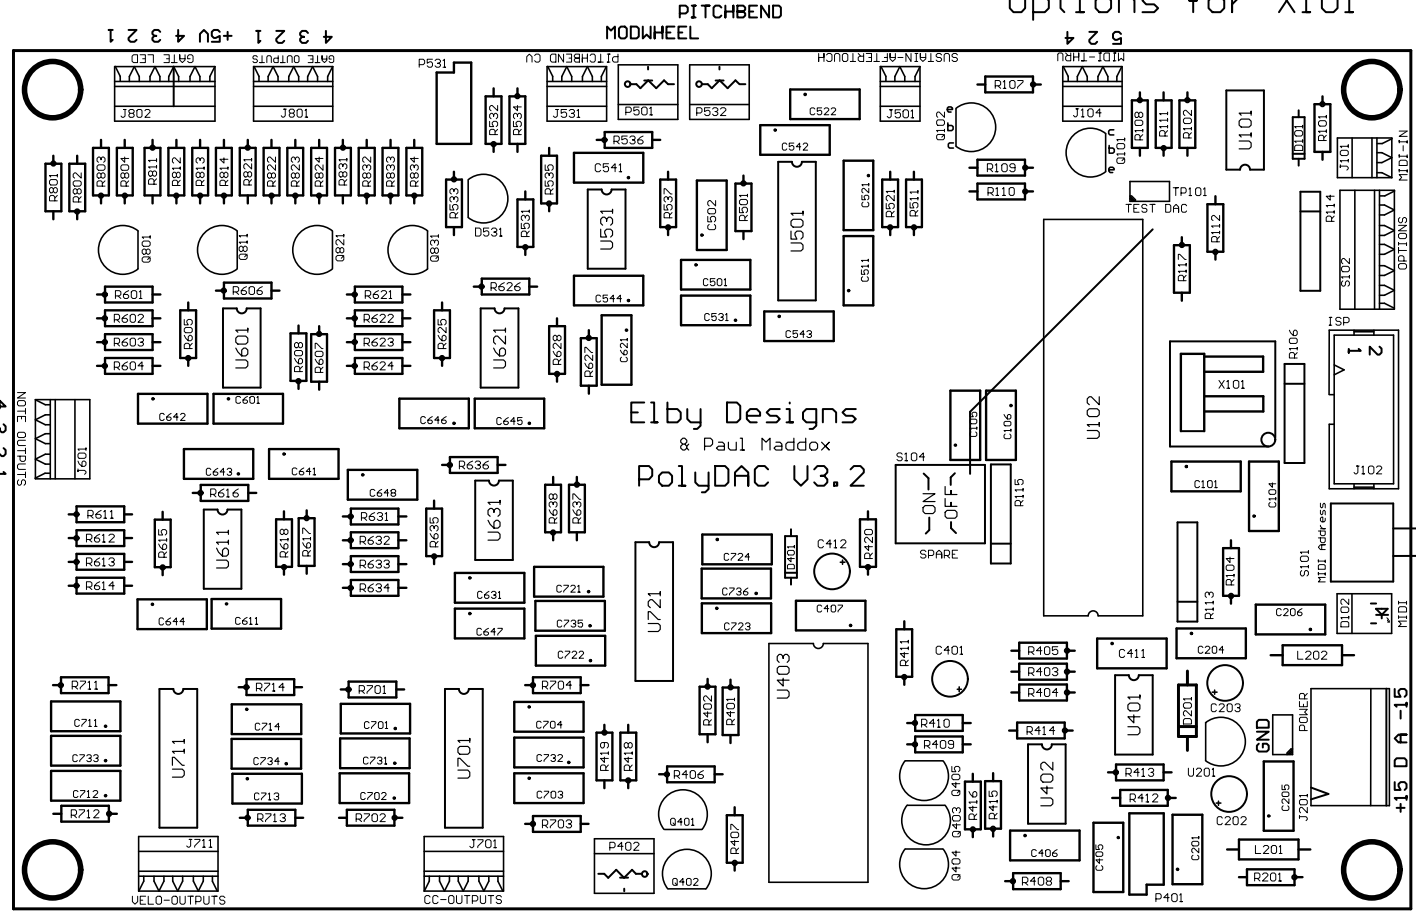 PITCHBEND
MODWHEEL
Options for X101
1 2 3 4 +5V
1 2 3 4
5 2 4
GATE LED
GATE OUTPUTS
PITCHBEND CV
SUSTAIN-AFTERTOUCH
MIDI-THRU
J802
J801
P531
R532
R534
J531
P501
P532
C522
J501
R107
J104
R108
R111
R102
U101
D101
R101
J101
MIDI-IN
R801
R802
R803
R804
R811
R812
R813
R814
R821
R822
R823
R824
R831
R832
R833
R834
R533
D531
R531
R535
R536
C541
U531
C544
R537
C502
R501
C542
U501
C521
C511
R521
R511
Q102
e
b
c
R109
R110
Q101
c
b
e
TP101
TEST DAC
R112
R117
R114
S102
OPTIONS
Q801
Q811
Q821
Q831
C501
C531
C543
R601
R602
R603
R604
R605
R606
U601
R608
R607
R621
R622
R623
R624
R625
R626
U621
R628
R627
C621
ISP
2
1
J102
R106
X101
U102
C642
C601
C646
C645
Elby Designs
& Paul Maddox
PolyDAC V3.2
C105
C106
S104
ON
OFF
SPARE
R115
NOTE OUTPUTS
4 3 2 1
J601
C643
C641
C648
R636
R616
R611
R612
R613
R614
R615
U611
R618
R617
R631
R632
R633
R634
R635
U631
R638
R637
C101
C104
S101
MIDI Address
R113
R104
C206
D102
MIDI
C644
C611
C631
C647
C721
C735
C722
U721
C724
C736
C723
D401
C412
R420
C407
U403
R411
C401
R405
R403
R404
C411
C204
L202
R711
C711
C733
C712
R712
U711
R714
C714
C734
C713
R713
R701
C701
C731
C702
R702
U701
R704
C704
C732
C703
R703
R419
R418
R402
R401
R406
Q401
R407
P402
Q402
R410
R409
Q405
Q403
Q404
R416
R415
R414
U402
C406
R408
U401
R413
R412
C405
P401
C201
D201
C203
U201
C202
GND
POWER
J201
C205
L201
R201
+15 D A -15
J711
VELO-OUTPUTS
J701
CC-OUTPUTS